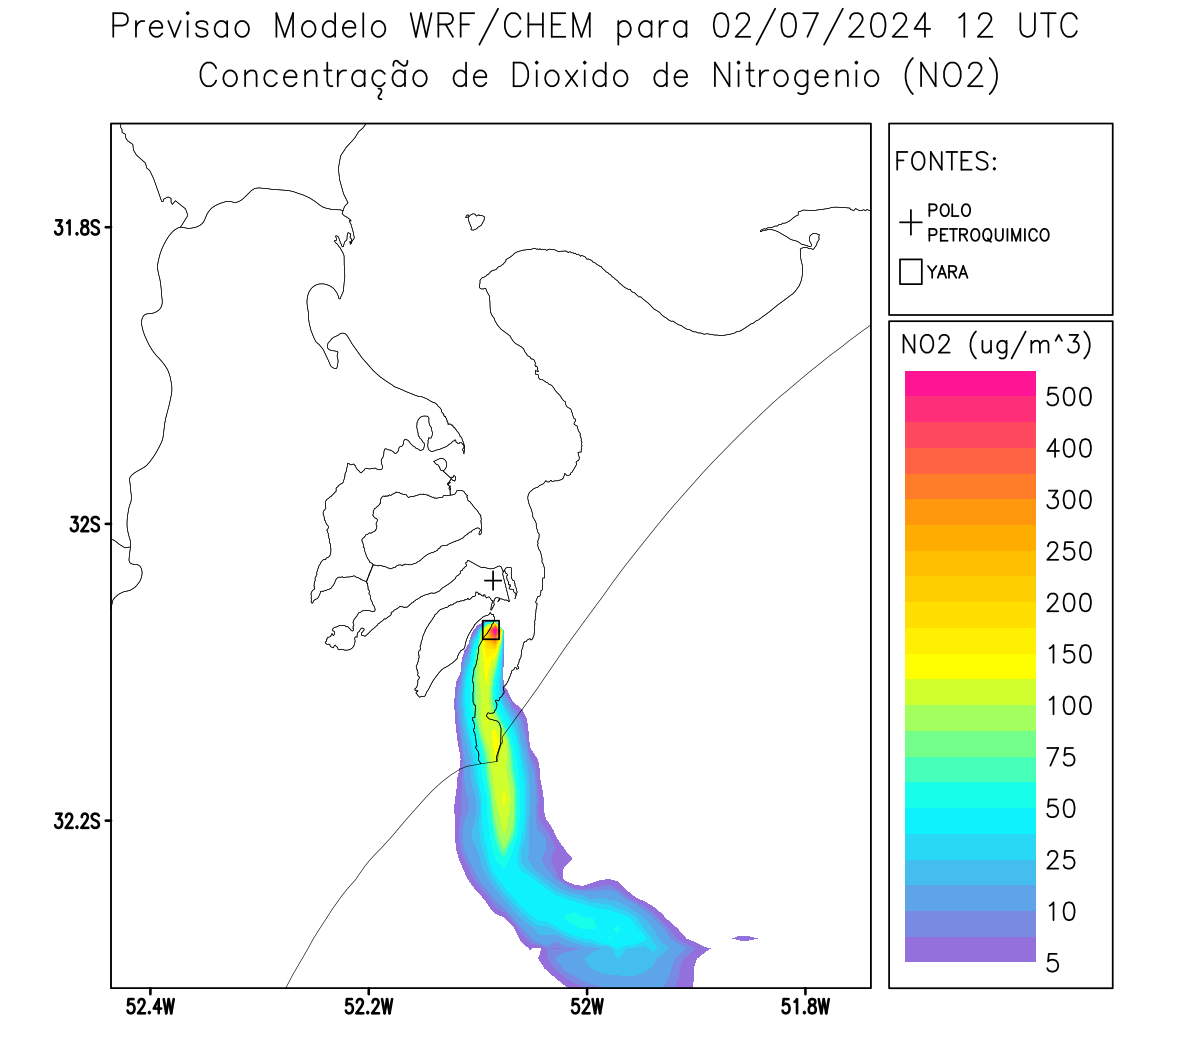 Previsao Modelo WRF/CHEM para 02/07/2024 12 UTC
Concentração de Dioxido de Nitrogenio (NO2)
FONTES:
POLO
PETROQUIMICO
YARA
31.8S
32S
32.2S
52.4W
52.2W
52W
51.8W
NO2 (ug/m^3)
500
400
300
250
200
150
100
75
50
25
10
5